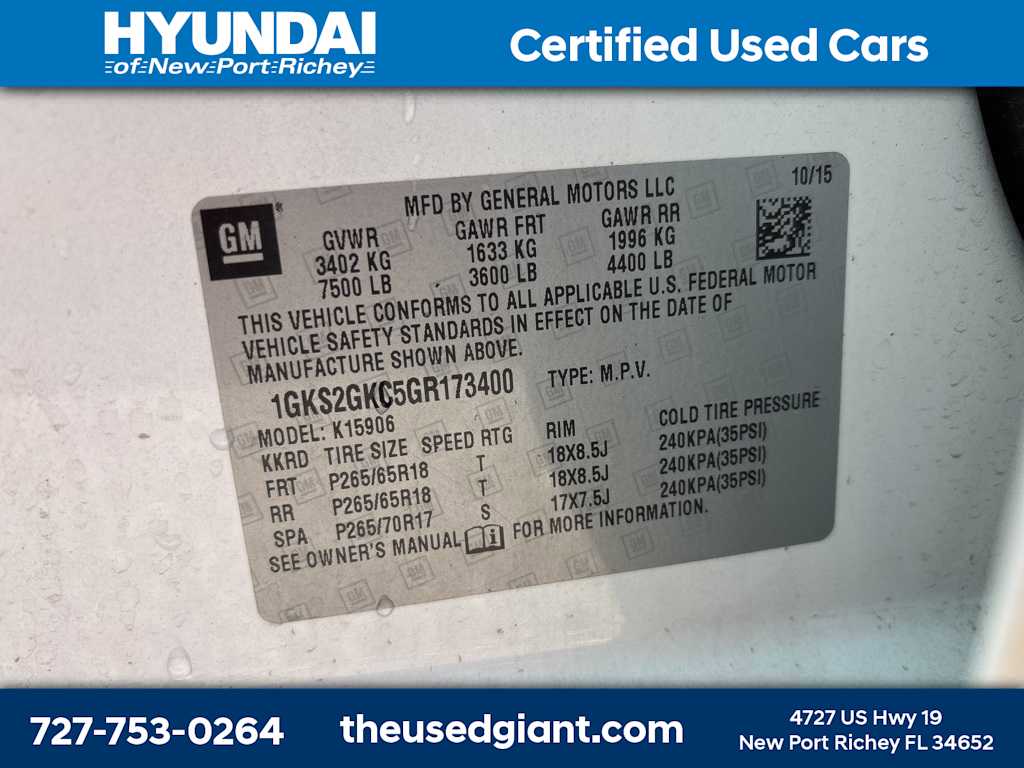 HYUNDAI
of New Port Richey
Certified Used Cars
MFD BY GENERAL MOTORS LLC
10/15
GM
GVWR GAWR FRT GAWR RR
3402 KG 1633 KG 1996 KG
7500 LB 3600 LB 4400 LB
THIS VEHICLE CONFORMS TO ALL APPLICABLE U.S. FEDERAL MOTOR
VEHICLE SAFETY STANDARDS IN EFFECT ON THE DATE OF
MANUFACTURE SHOWN ABOVE.
1GKS2GKC5GR173400 TYPE: M.P.V.
MODEL: K15906
KKRD TIRE SIZE SPEED RTG RIM COLD TIRE PRESSURE
FRT P265/65R18 T 18X8.5J 240KPA(35PSI)
RR P265/65R18 T 18X8.5J 240KPA(35PSI)
SPA P265/70R17 S 17X7.5J 240KPA(35PSI)
SEE OWNER'S MANUAL FOR MORE INFORMATION.
727-753-0264
theusedgiant.com
4727 US Hwy 19
New Port Richey FL 34652